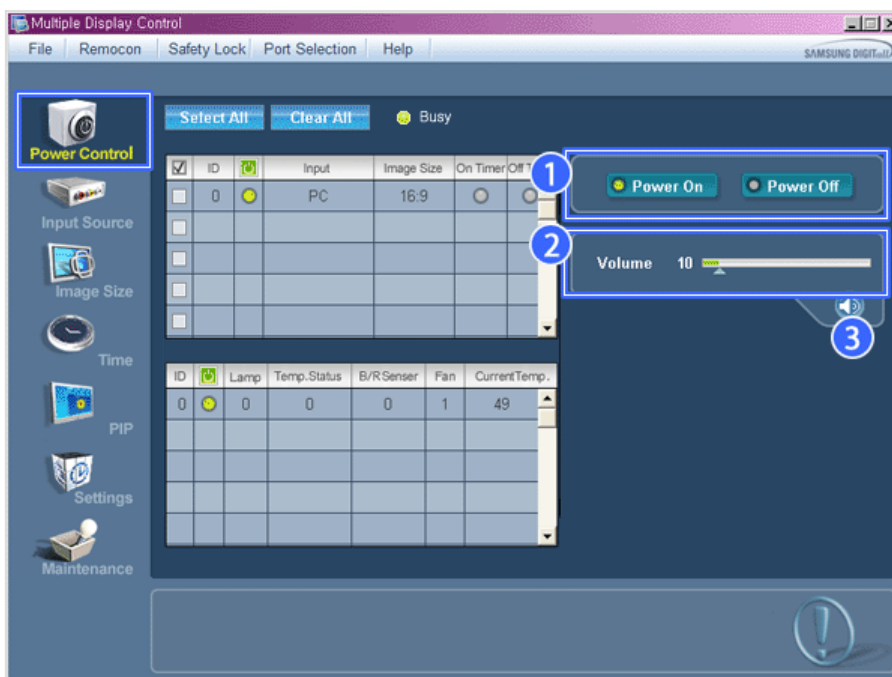 Multiple Display Control
File Remocon Safety Lock Port Selection Help
SAMSUNG DIGITall
Select All Clear All Busy
Power Control
Input Source
Image Size
Time
PIP
Settings
Maintenance
ID Input Image Size On Timer Off T
0 PC 16:9
ID Lamp Temp.Status B/RSenser Fan CurrentTemp.
0 0 0 0 1 49
1
Power On Power Off
2
Volume 10
3